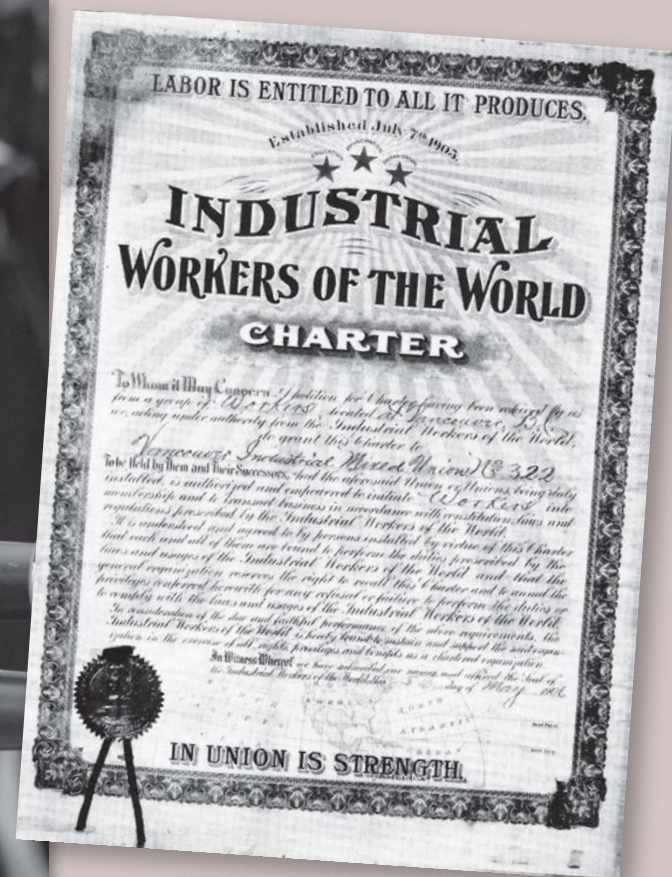 LABOR IS ENTITLED TO ALL IT PRODUCES.
Established July 7th 1905.
INDUSTRIAL
WORKERS OF THE WORLD
CHARTER
To Whom it May Concern. A petition for Charter having been received by us
from a group of Workers, located at Vancouver, B.C.
we, acting under authority from the Industrial Workers of the World,
do grant this Charter to
Vancouver Industrial Mixed Union No 322
To be Held by Them and Their Successors, and the aforesaid Union or Unions, being duly
installed, is authorized and empowered to initiate Workers into
membership and to transact business in accordance with constitution, laws and
regulations prescribed by the Industrial Workers of the World.
It is understood and agreed to by persons installed by virtue of this Charter
that each and all of them are bound to perform the duties prescribed by the
laws and usages of the Industrial Workers of the World and that the
general organization reserves the right to recall this Charter and to annul the
privileges conferred herewith for any refusal or failure to perform the duties or
to comply with the laws and usages of the Industrial Workers of the World.
In consideration of the due and faithful performance of the above requirements, the
Industrial Workers of the World is hereby bound to sustain and support the said organ-
ization in the exercise of all rights, privileges and benefits as a chartered organization.
In Witness Whereof we have subscribed our names and affixed the Seal of
the Industrial Workers of the World, this day of May 1906
AMERICA
NORTH
ATLANTIC
OCEAN
IN UNION IS STRENGTH.